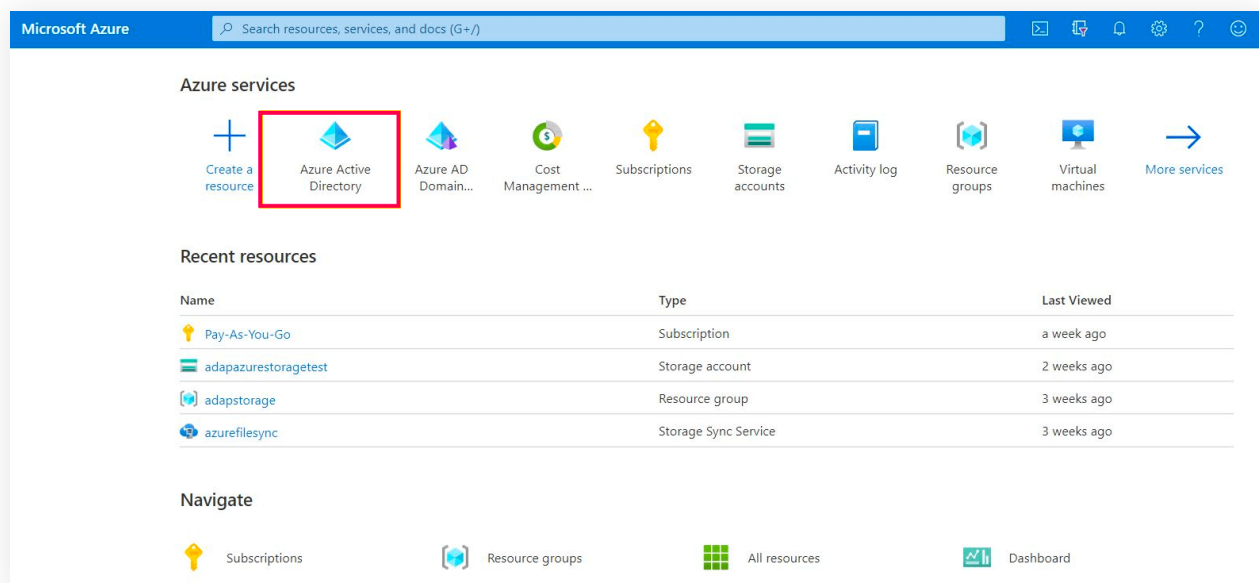 Microsoft Azure
Search resources, services, and docs (G+/)
Azure services
Create a resource
Azure Active Directory
Azure AD Domain...
Cost Management ...
Subscriptions
Storage accounts
Activity log
Resource groups
Virtual machines
More services
Recent resources
Name Type Last Viewed
Pay-As-You-Go Subscription a week ago
adapazurestoragetest Storage account 2 weeks ago
adapstorage Resource group 3 weeks ago
azurefilesync Storage Sync Service 3 weeks ago
Navigate
Subscriptions Resource groups All resources Dashboard